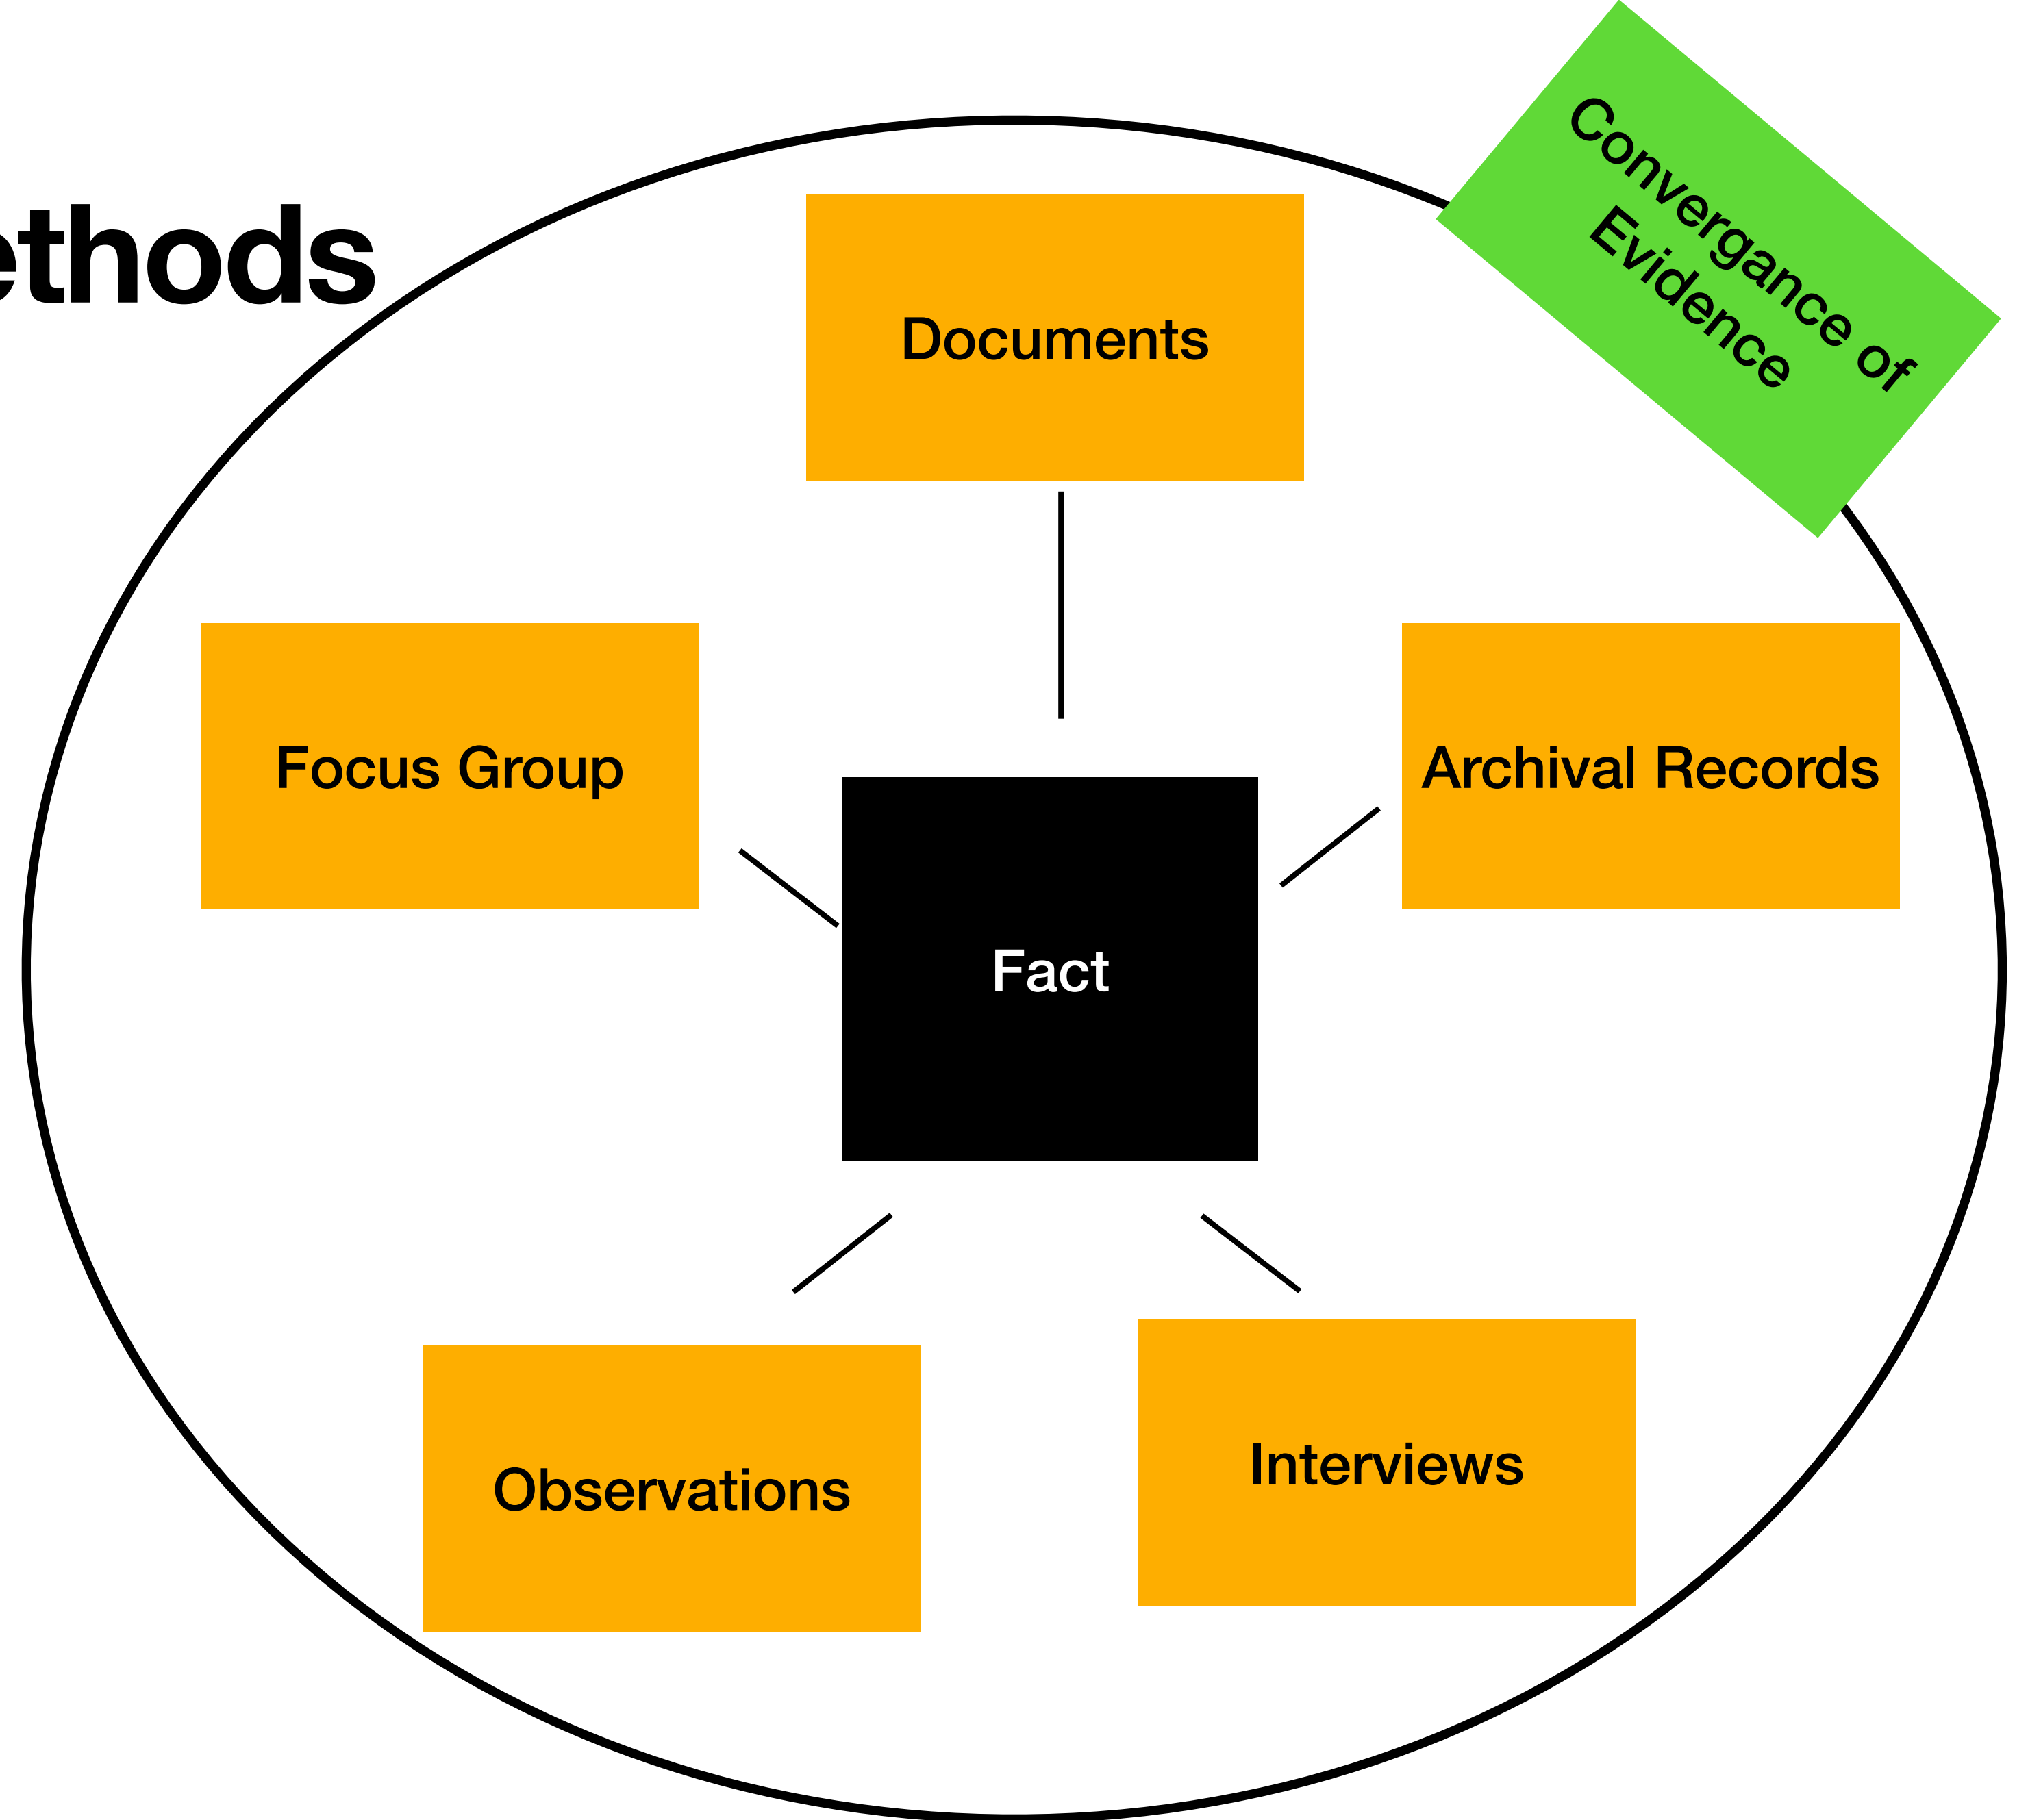 ethods
Convergance of
Evidence
Documents
Focus Group
Archival Records
Fact
Observations
Interviews